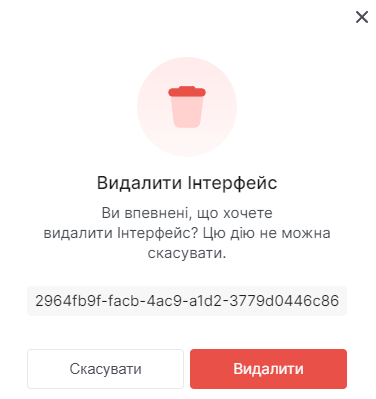 Видалити Інтерфейс
Ви впевнені, що хочете
видалити Інтерфейс? Цю дію не можна
скасувати.
2964fb9f-facb-4ac9-a1d2-3779d0446c86
Скасувати
Видалити